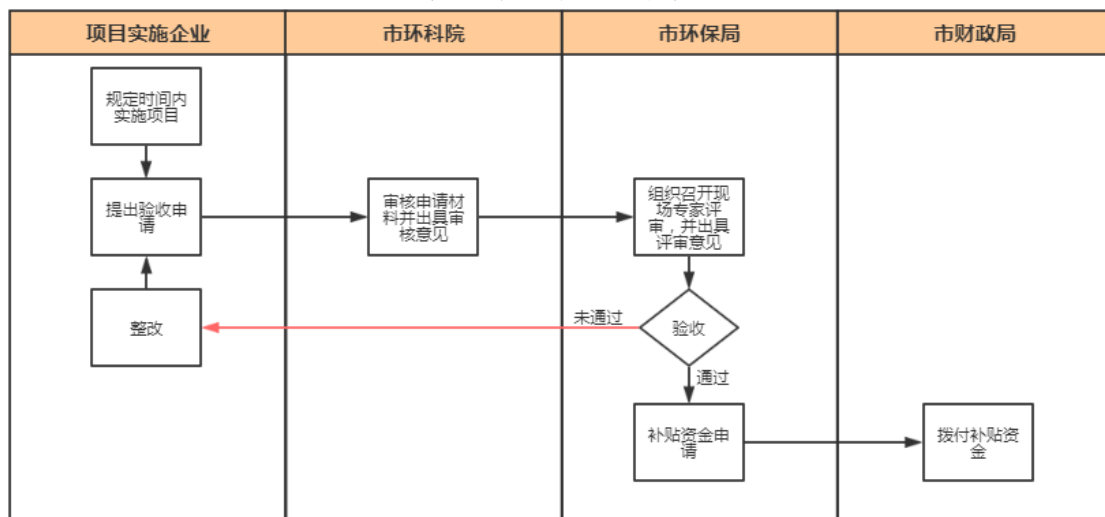 项目实施企业
市环科院
市环保局
市财政局
规定时间内
实施项目
提出验收申
请
审核申请材
料并出具审
核意见
组织召开现
场专家评
审，并出具
评审意见
整改
未通过
验收
通过
补贴资金申
请
拨付补贴资
金